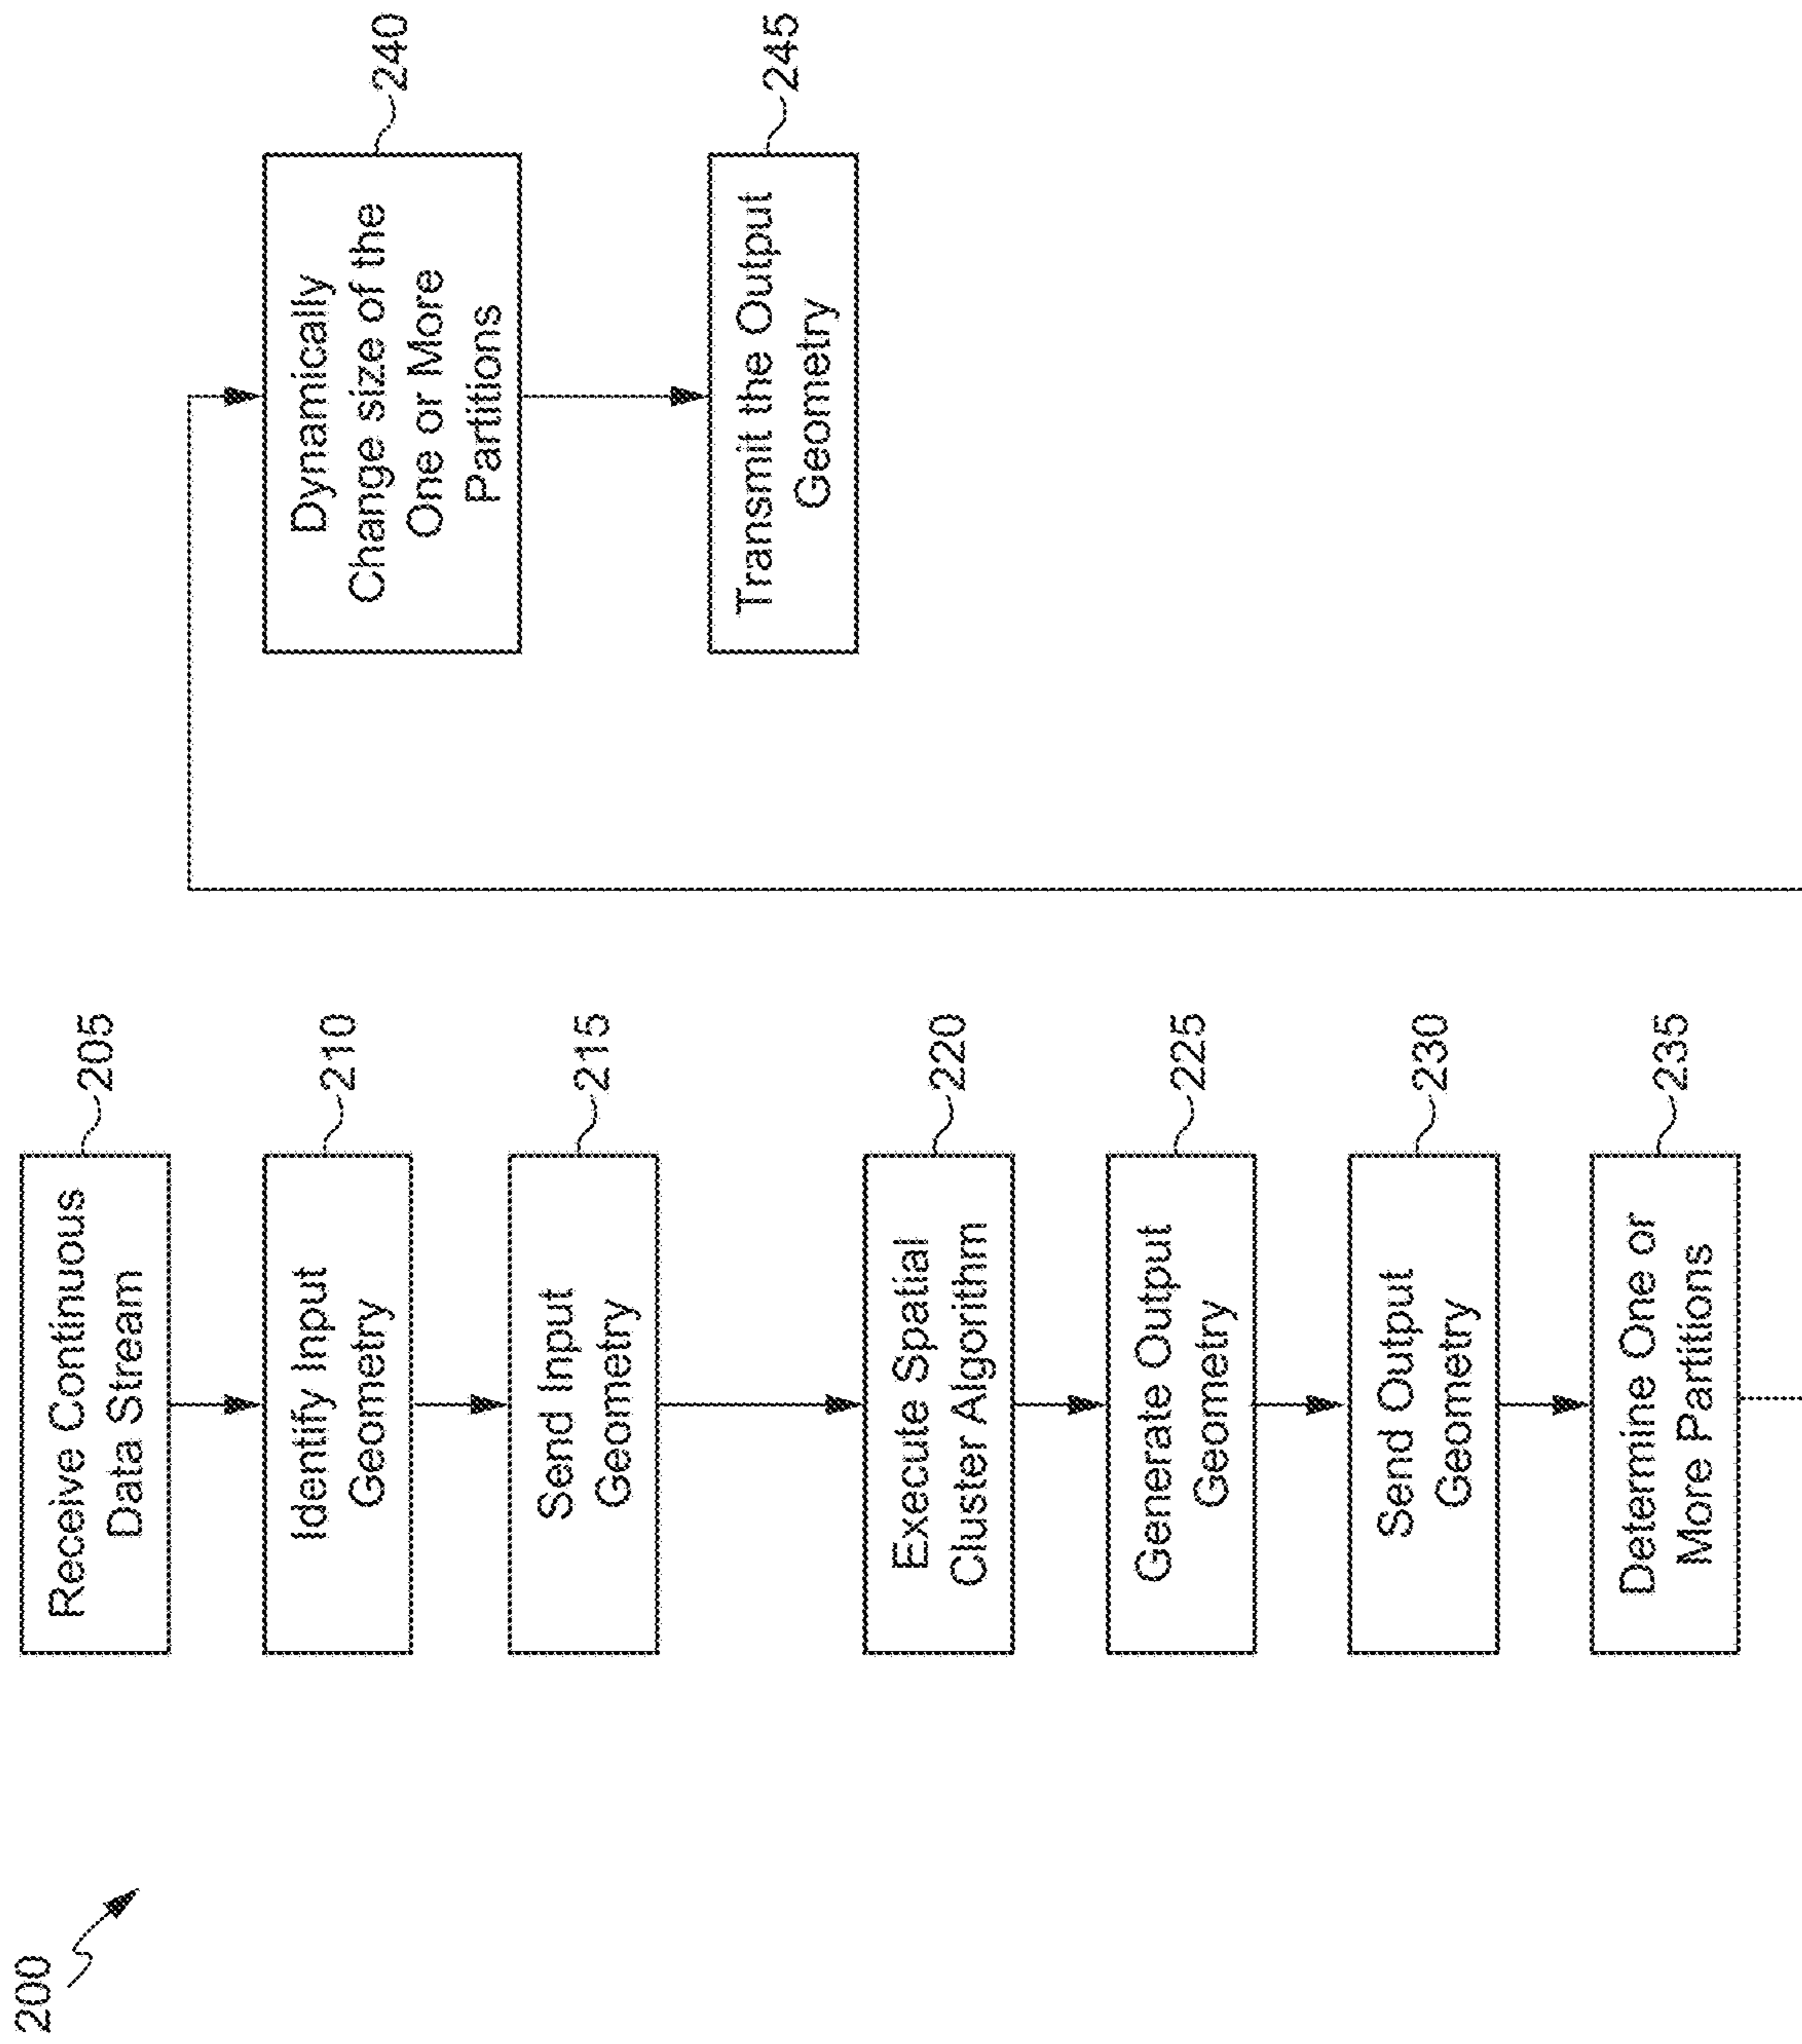 200
Receive Continuous
Data Stream
205
Identify Input
Geometry
210
Send Input
Geometry
215
Execute Spatial
Cluster Algorithm
220
Generate Output
Geometry
225
Send Output
Geometry
230
Determine One or
More Partitions
235
Dynamically
Change size of the
One or More
Partitions
240
Transmit the Output
Geometry
245